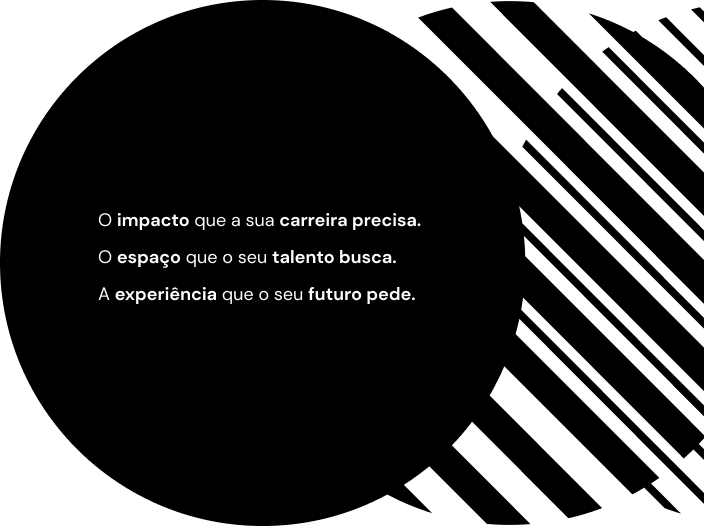 O impacto que a sua carreira precisa.
O espaço que o seu talento busca.
A experiência que o seu futuro pede.